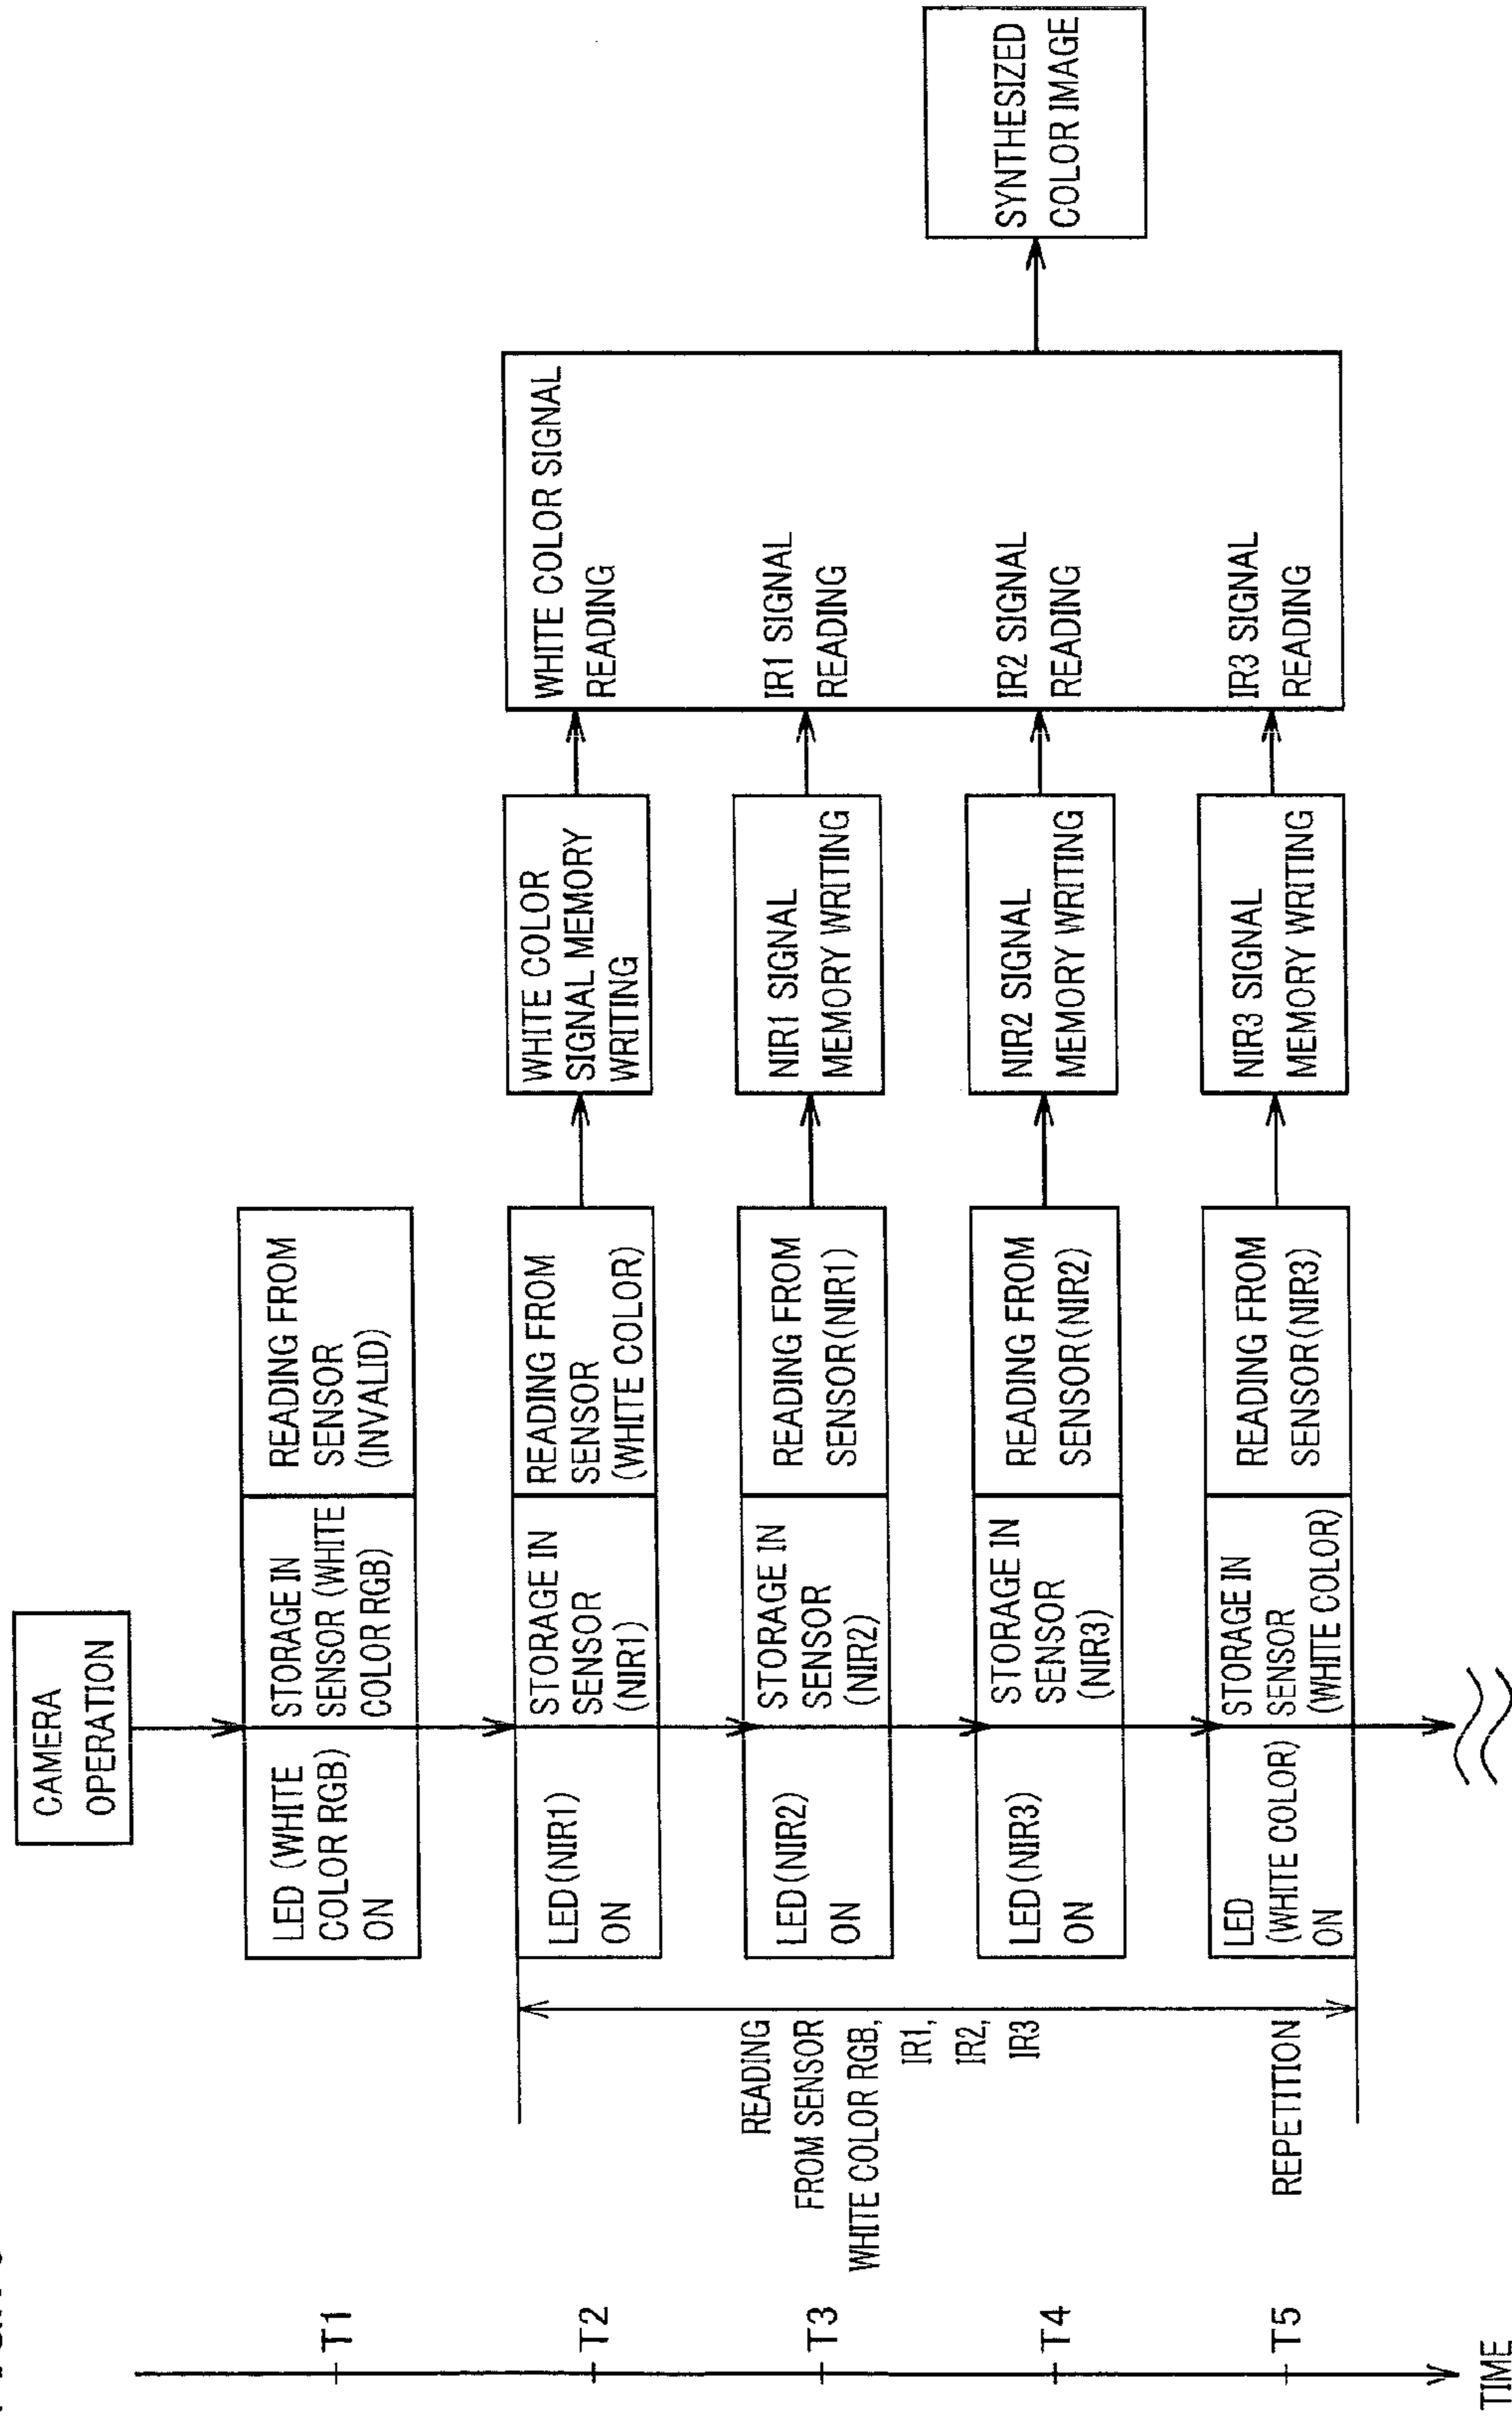 CAMERA
OPERATION
T1
LED (WHITE
COLOR RGB)
ON
STORAGE IN
SENSOR (WHITE
COLOR RGB)
READING FROM
SENSOR
(INVALID)
T2
LED(NIR1)
ON
STORAGE IN
SENSOR
(NIR1)
READING FROM
SENSOR
(WHITE COLOR)
WHITE COLOR
SIGNAL MEMORY
WRITING
WHITE COLOR SIGNAL
READING
READING
FROM SENSOR
WHITE COLOR RGB,
IR1,
IR2,
IR3
T3
LED(NIR2)
ON
STORAGE IN
SENSOR
(NIR2)
READING FROM
SENSOR(NIR1)
NIR1 SIGNAL
MEMORY WRITING
IR1 SIGNAL
READING
T4
LED(NIR3)
ON
STORAGE IN
SENSOR
(NIR3)
READING FROM
SENSOR(NIR2)
NIR2 SIGNAL
MEMORY WRITING
IR2 SIGNAL
READING
SYNTHESIZED
COLOR IMAGE
T5
REPETITION
LED
(WHITE COLOR)
ON
STORAGE IN
SENSOR
(WHITE COLOR)
READING FROM
SENSOR(NIR3)
NIR3 SIGNAL
MEMORY WRITING
IR3 SIGNAL
READING
TIME